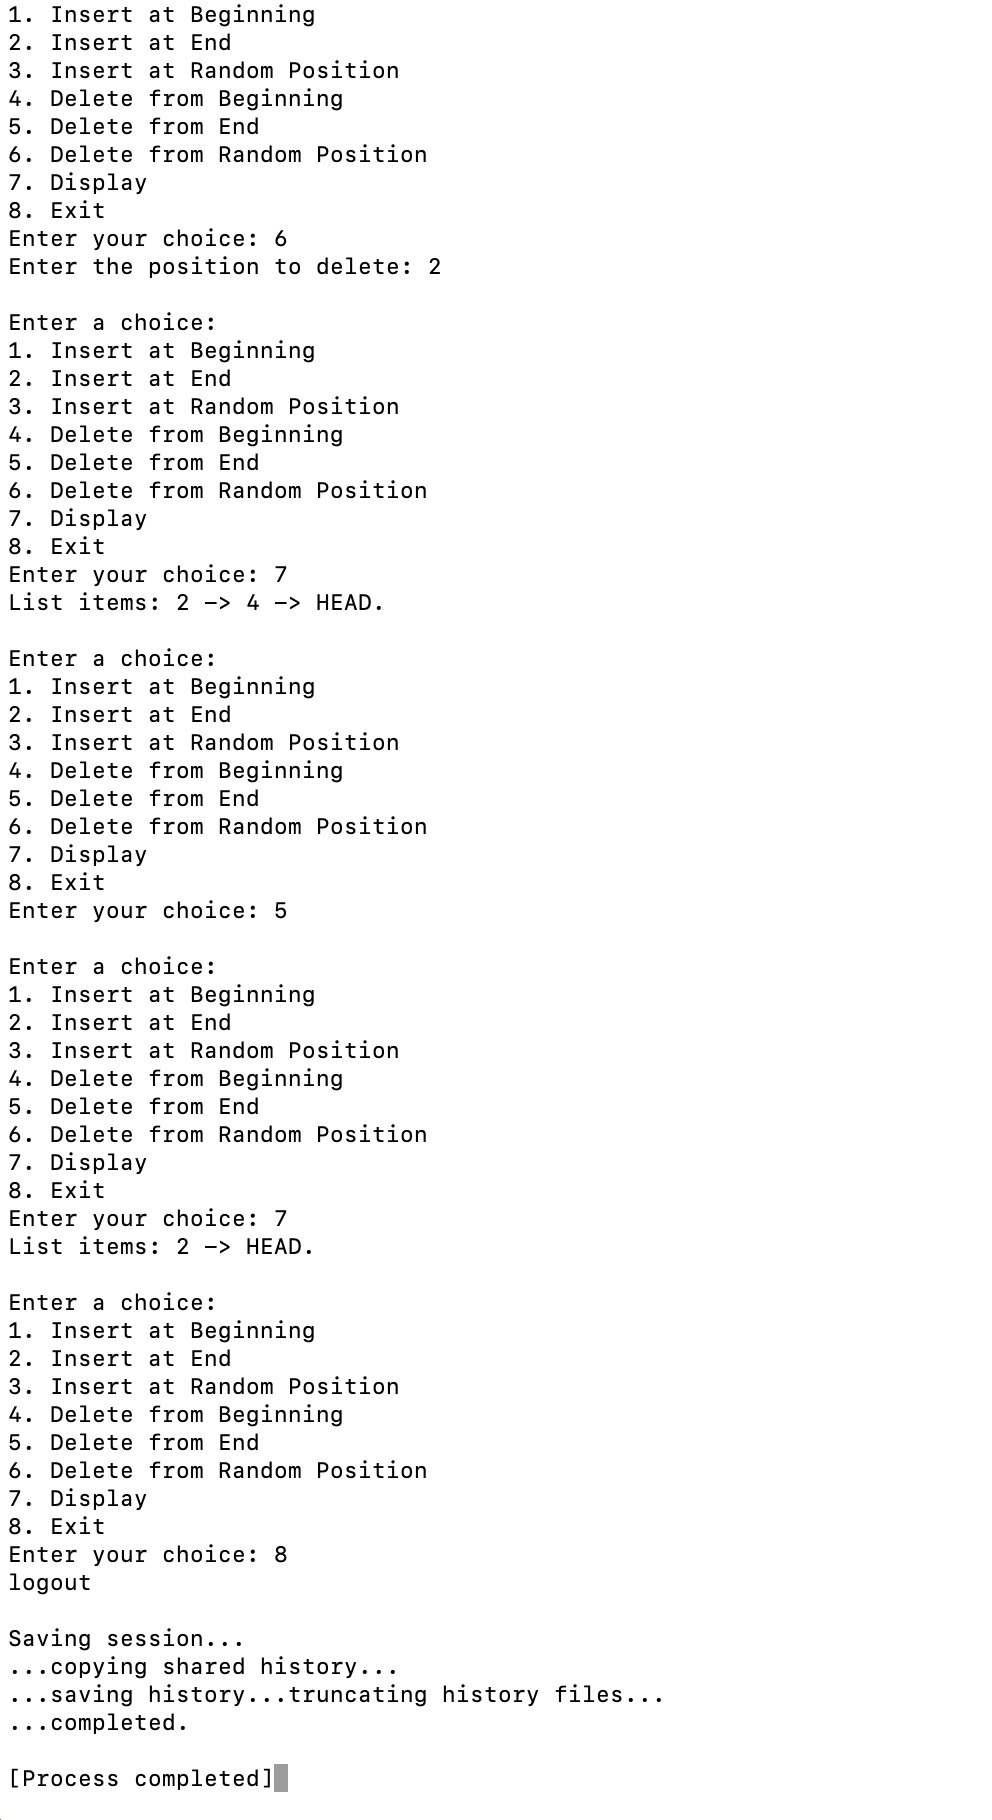 1. Insert at Beginning
2. Insert at End
3. Insert at Random Position
4. Delete from Beginning
5. Delete from End
6. Delete from Random Position
7. Display
8. Exit
Enter your choice: 6
Enter the position to delete: 2

Enter a choice:
1. Insert at Beginning
2. Insert at End
3. Insert at Random Position
4. Delete from Beginning
5. Delete from End
6. Delete from Random Position
7. Display
8. Exit
Enter your choice: 7
List items: 2 -> 4 -> HEAD.

Enter a choice:
1. Insert at Beginning
2. Insert at End
3. Insert at Random Position
4. Delete from Beginning
5. Delete from End
6. Delete from Random Position
7. Display
8. Exit
Enter your choice: 5

Enter a choice:
1. Insert at Beginning
2. Insert at End
3. Insert at Random Position
4. Delete from Beginning
5. Delete from End
6. Delete from Random Position
7. Display
8. Exit
Enter your choice: 7
List items: 2 -> HEAD.

Enter a choice:
1. Insert at Beginning
2. Insert at End
3. Insert at Random Position
4. Delete from Beginning
5. Delete from End
6. Delete from Random Position
7. Display
8. Exit
Enter your choice: 8
logout

Saving session...
...copying shared history...
...saving history...truncating history files...
...completed.

[Process completed]